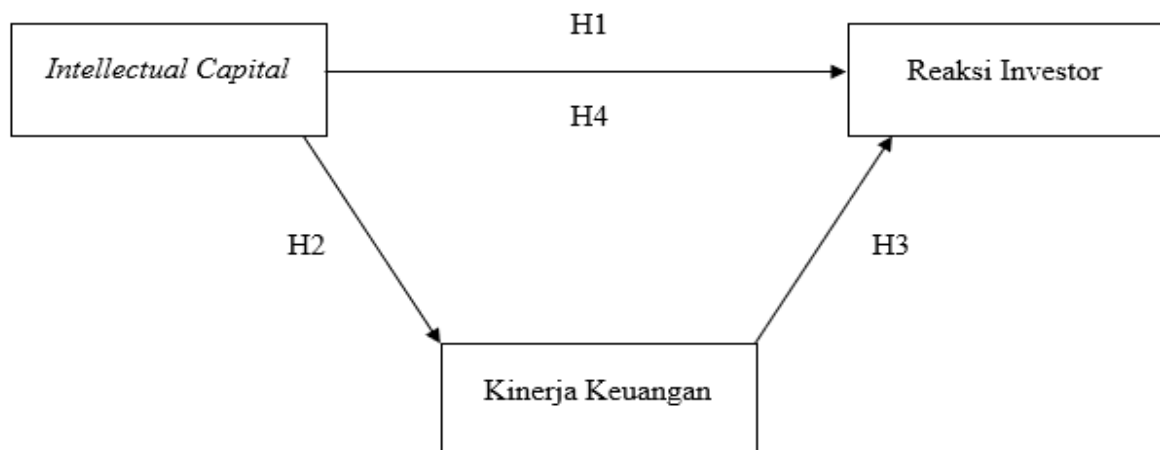 H1
Intellectual Capital
Reaksi Investor
H4
H2
H3
Kinerja Keuangan